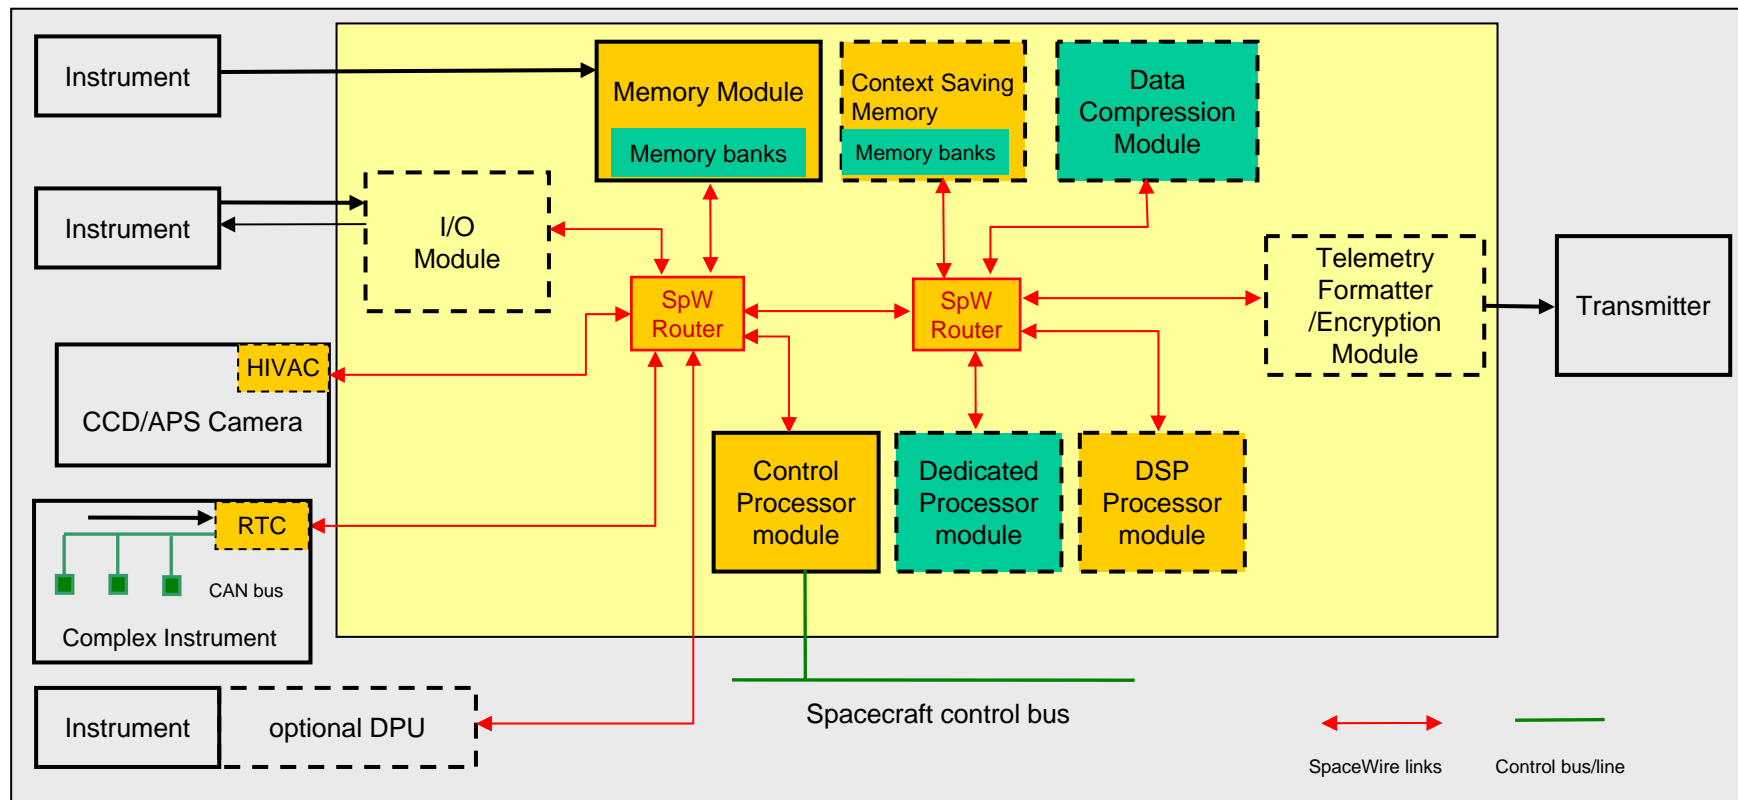 Instrument
Memory Module
Memory banks
Context Saving
Memory
Memory banks
Data
Compression
Module
Instrument
I/O
Module
SpW
Router
SpW
Router
Telemetry
Formatter
/Encryption
Module
Transmitter
HIVAC
CCD/APS Camera
Control
Processor
module
Dedicated
Processor
module
DSP
Processor
module
RTC
CAN bus
Complex Instrument
Instrument
optional DPU
Spacecraft control bus
SpaceWire links
Control bus/line